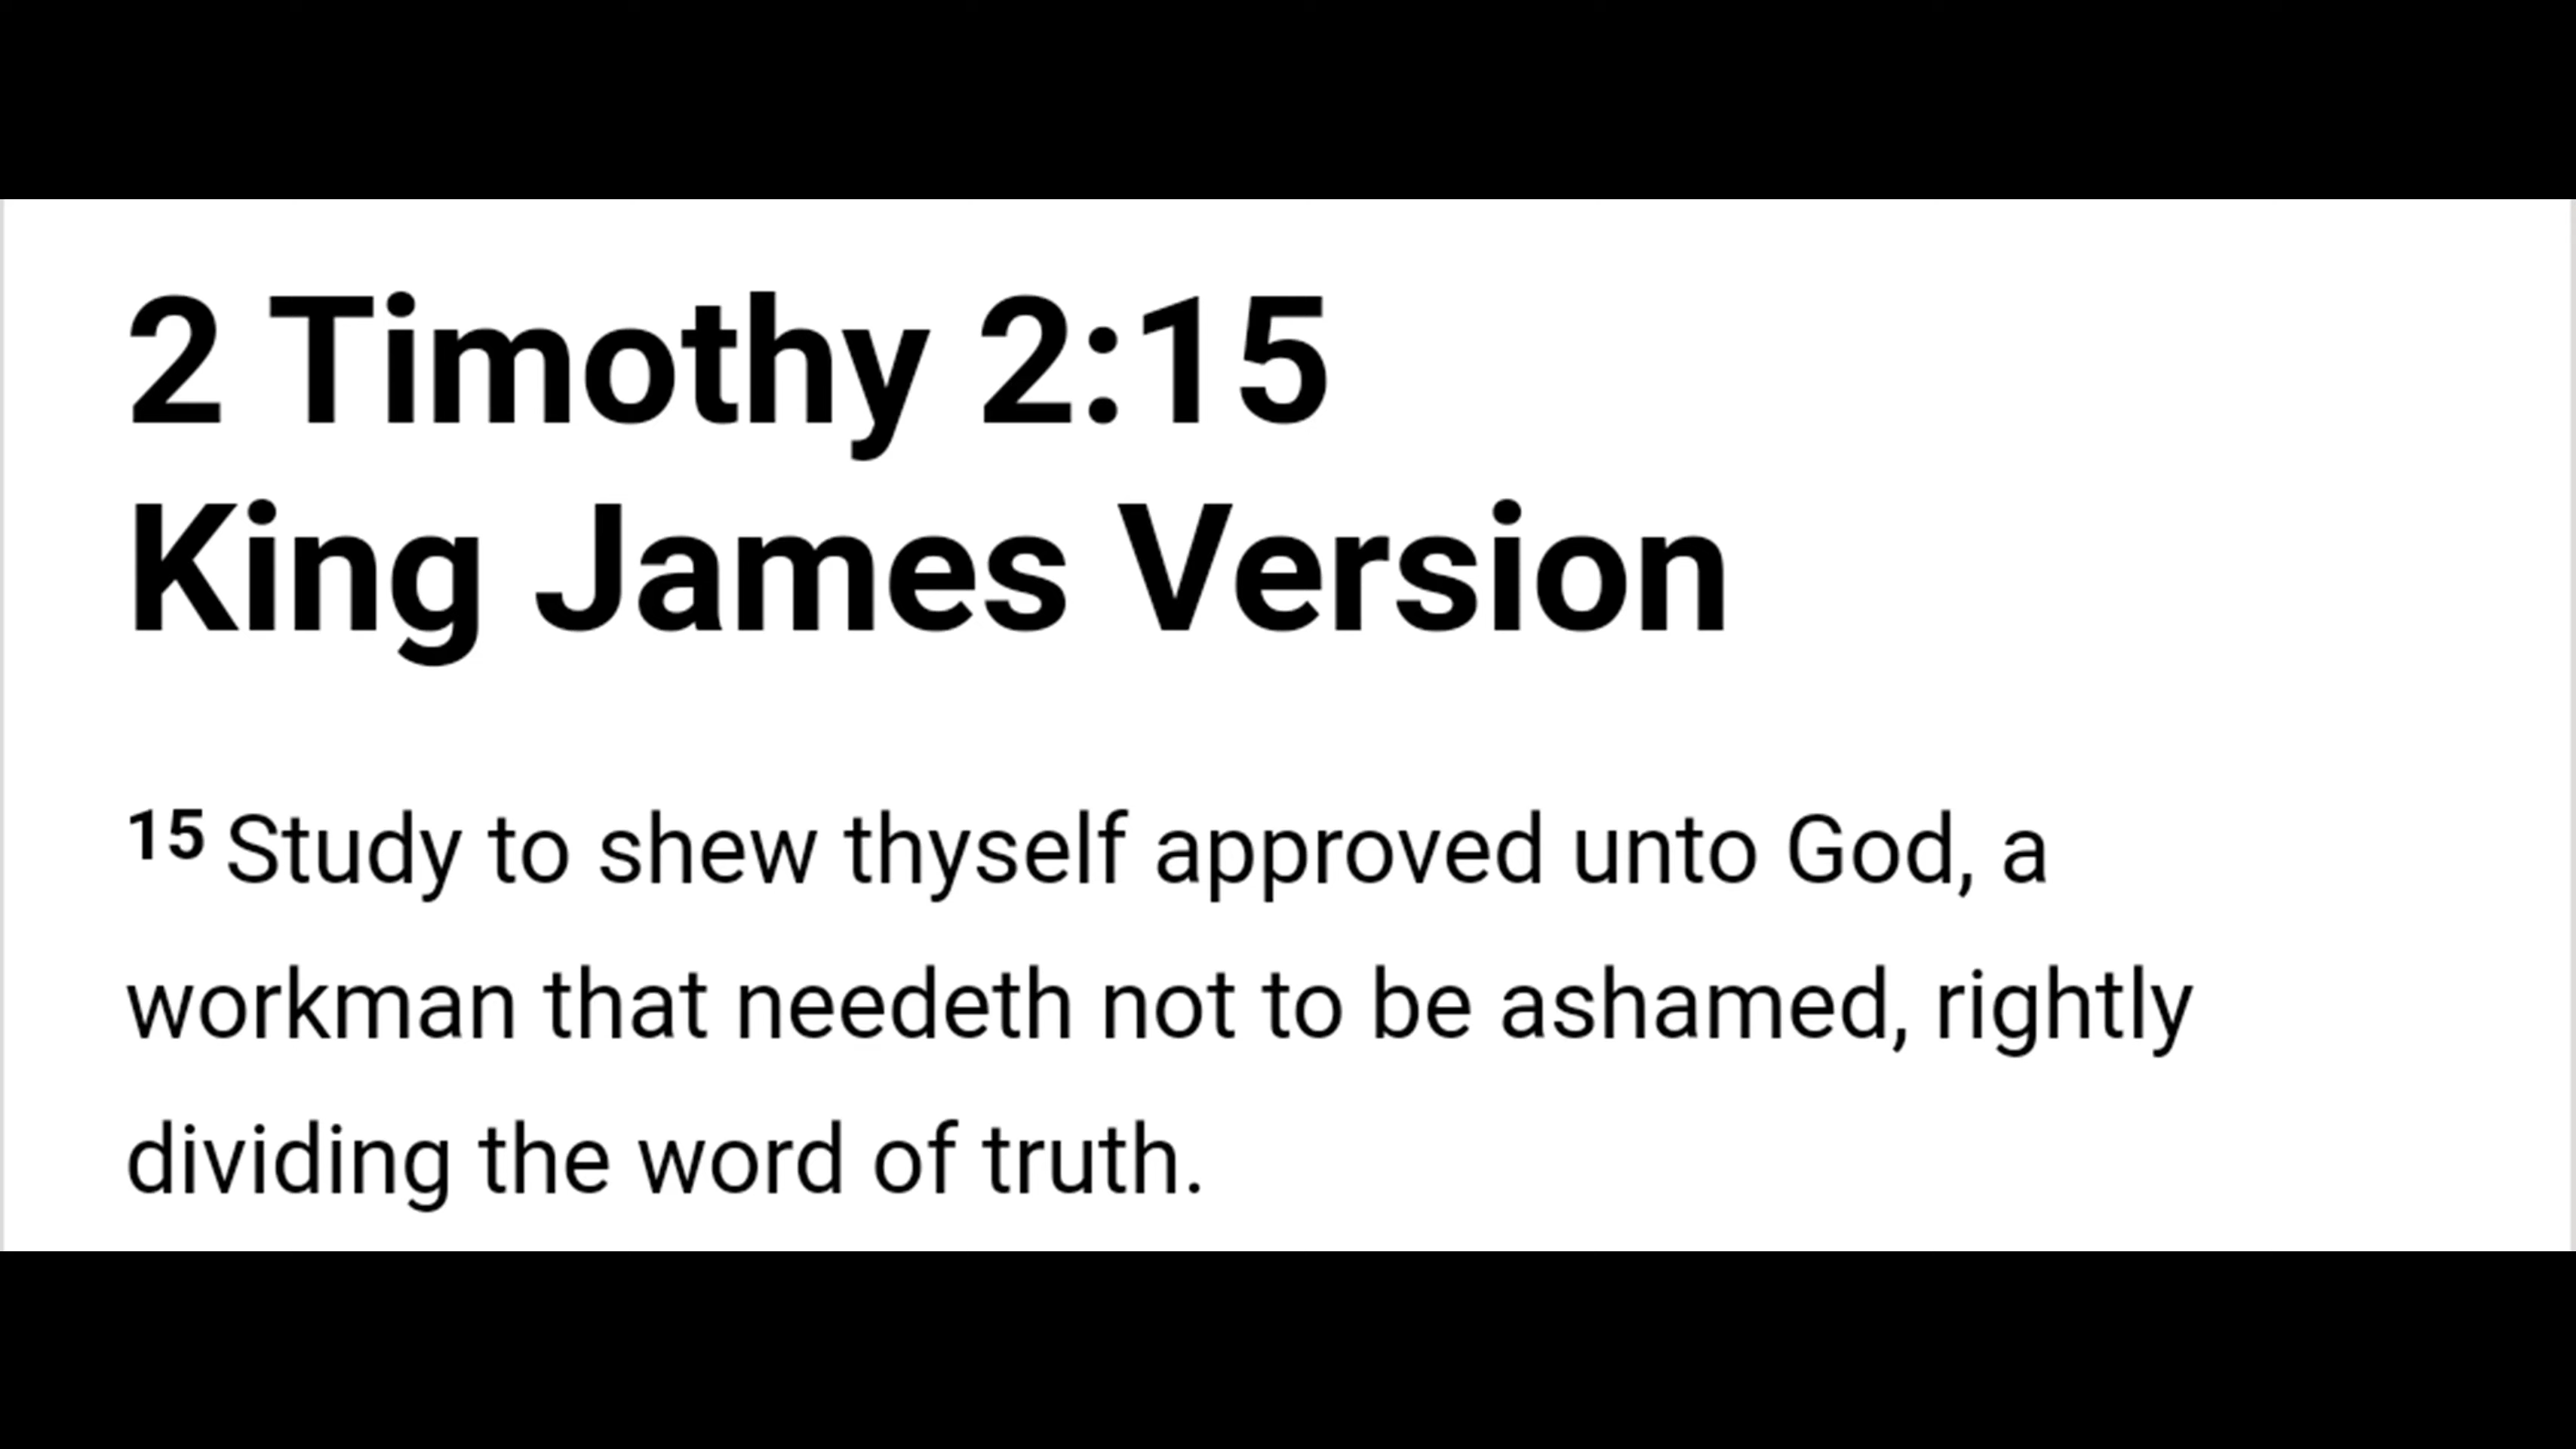 2 Timothy 2:15
King James Version
15 Study to shew thyself approved unto God, a
workman that needeth not to be ashamed, rightly
dividing the word of truth.